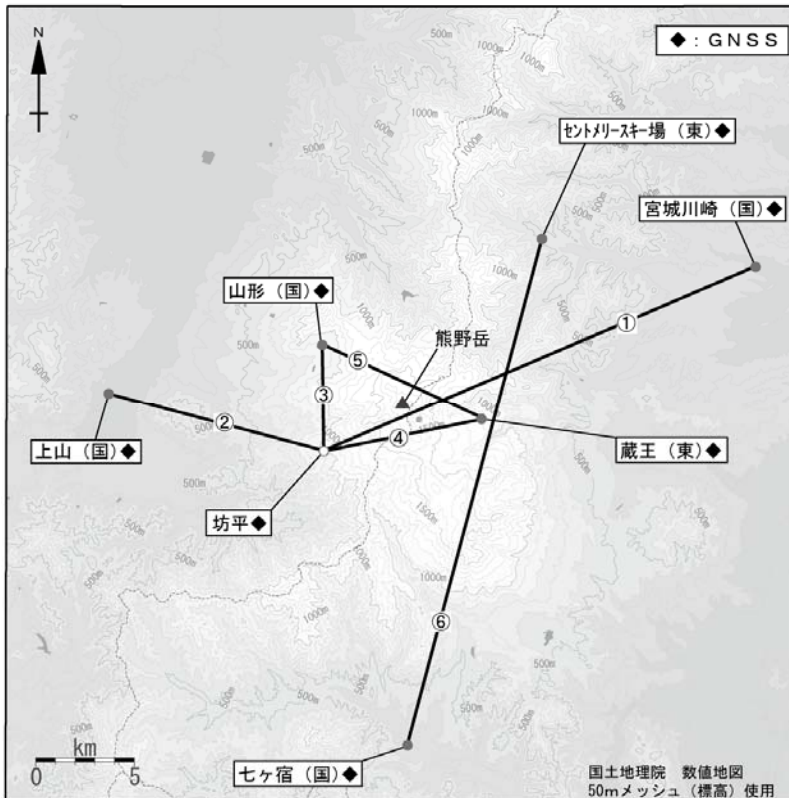 N
◆：GNSS
セントメリースキー場（東）◆
宮城川崎（国）◆
山形（国）◆
熊野岳
①
⑤
③
②
④
上山（国）◆
蔵王（東）◆
坊平◆
⑥
七ヶ宿（国）◆
km
0 5
国土地理院 数値地図
50mメッシュ（標高）使用
500m
1000m
1500m